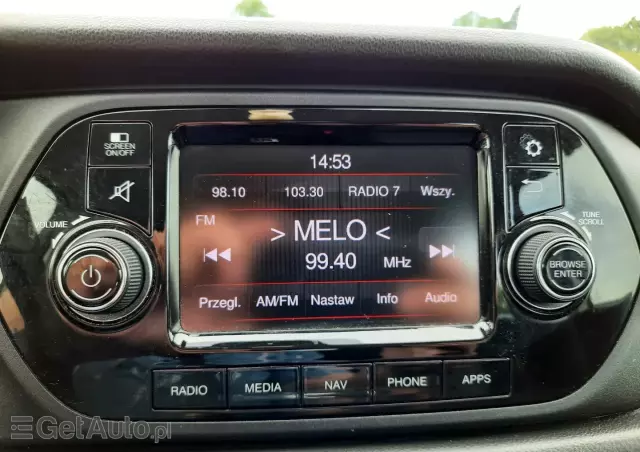 SCREEN
ON/OFF
14:53
98.10 103.30 RADIO 7 Wszy.
VOLUME
TUNE
SCROLL
FM
> MELO <
99.40 MHz
BROWSE
ENTER
Przegl. AM/FM Nastaw Info Audio
RADIO MEDIA NAV PHONE APPS
GetAuto.pl